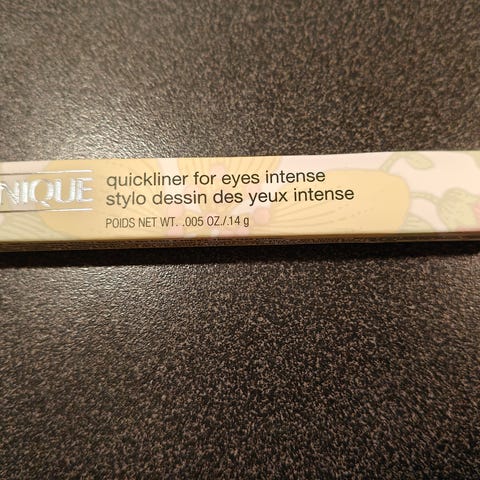 NIQUE
quickliner for eyes intense
stylo dessin des yeux intense
POIDS NET WT. .005 OZ./.14 g